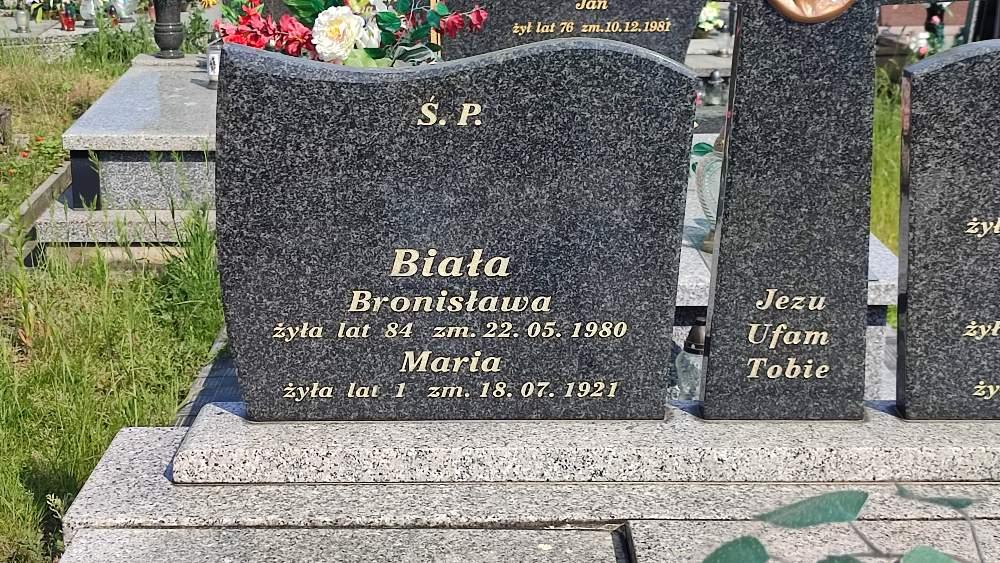 Jan
żył lat 76 zm. 10.12.1981
Ś. P.
Biała
Bronisława
żyła lat 84 zm. 22. 05. 1980
Maria
żyła lat 1 zm. 18. 07. 1921
Jezu
Ufam
Tobie